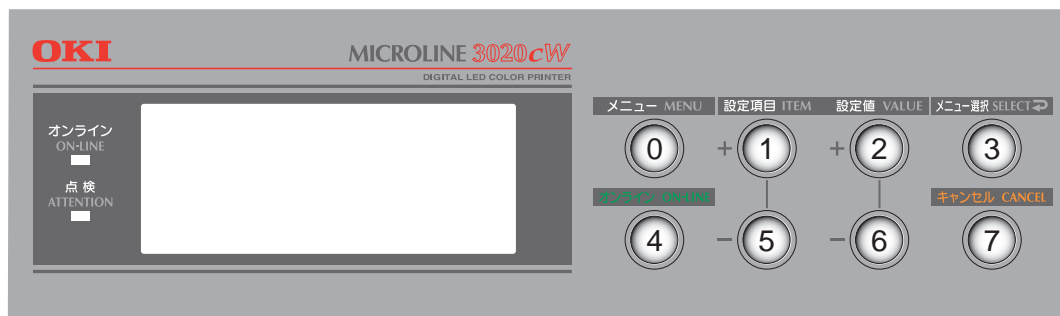 OKI
MICROLINE 3020cW
DIGITAL LED COLOR PRINTER
オンライン
ON-LINE
点検
ATTENTION
メニュー MENU
設定項目 ITEM 設定値 VALUE
メニュー選択 SELECT
0 + 1 + 2 3
オンライン ON-LINE
キャンセル CANCEL
4 - 5 - 6 7